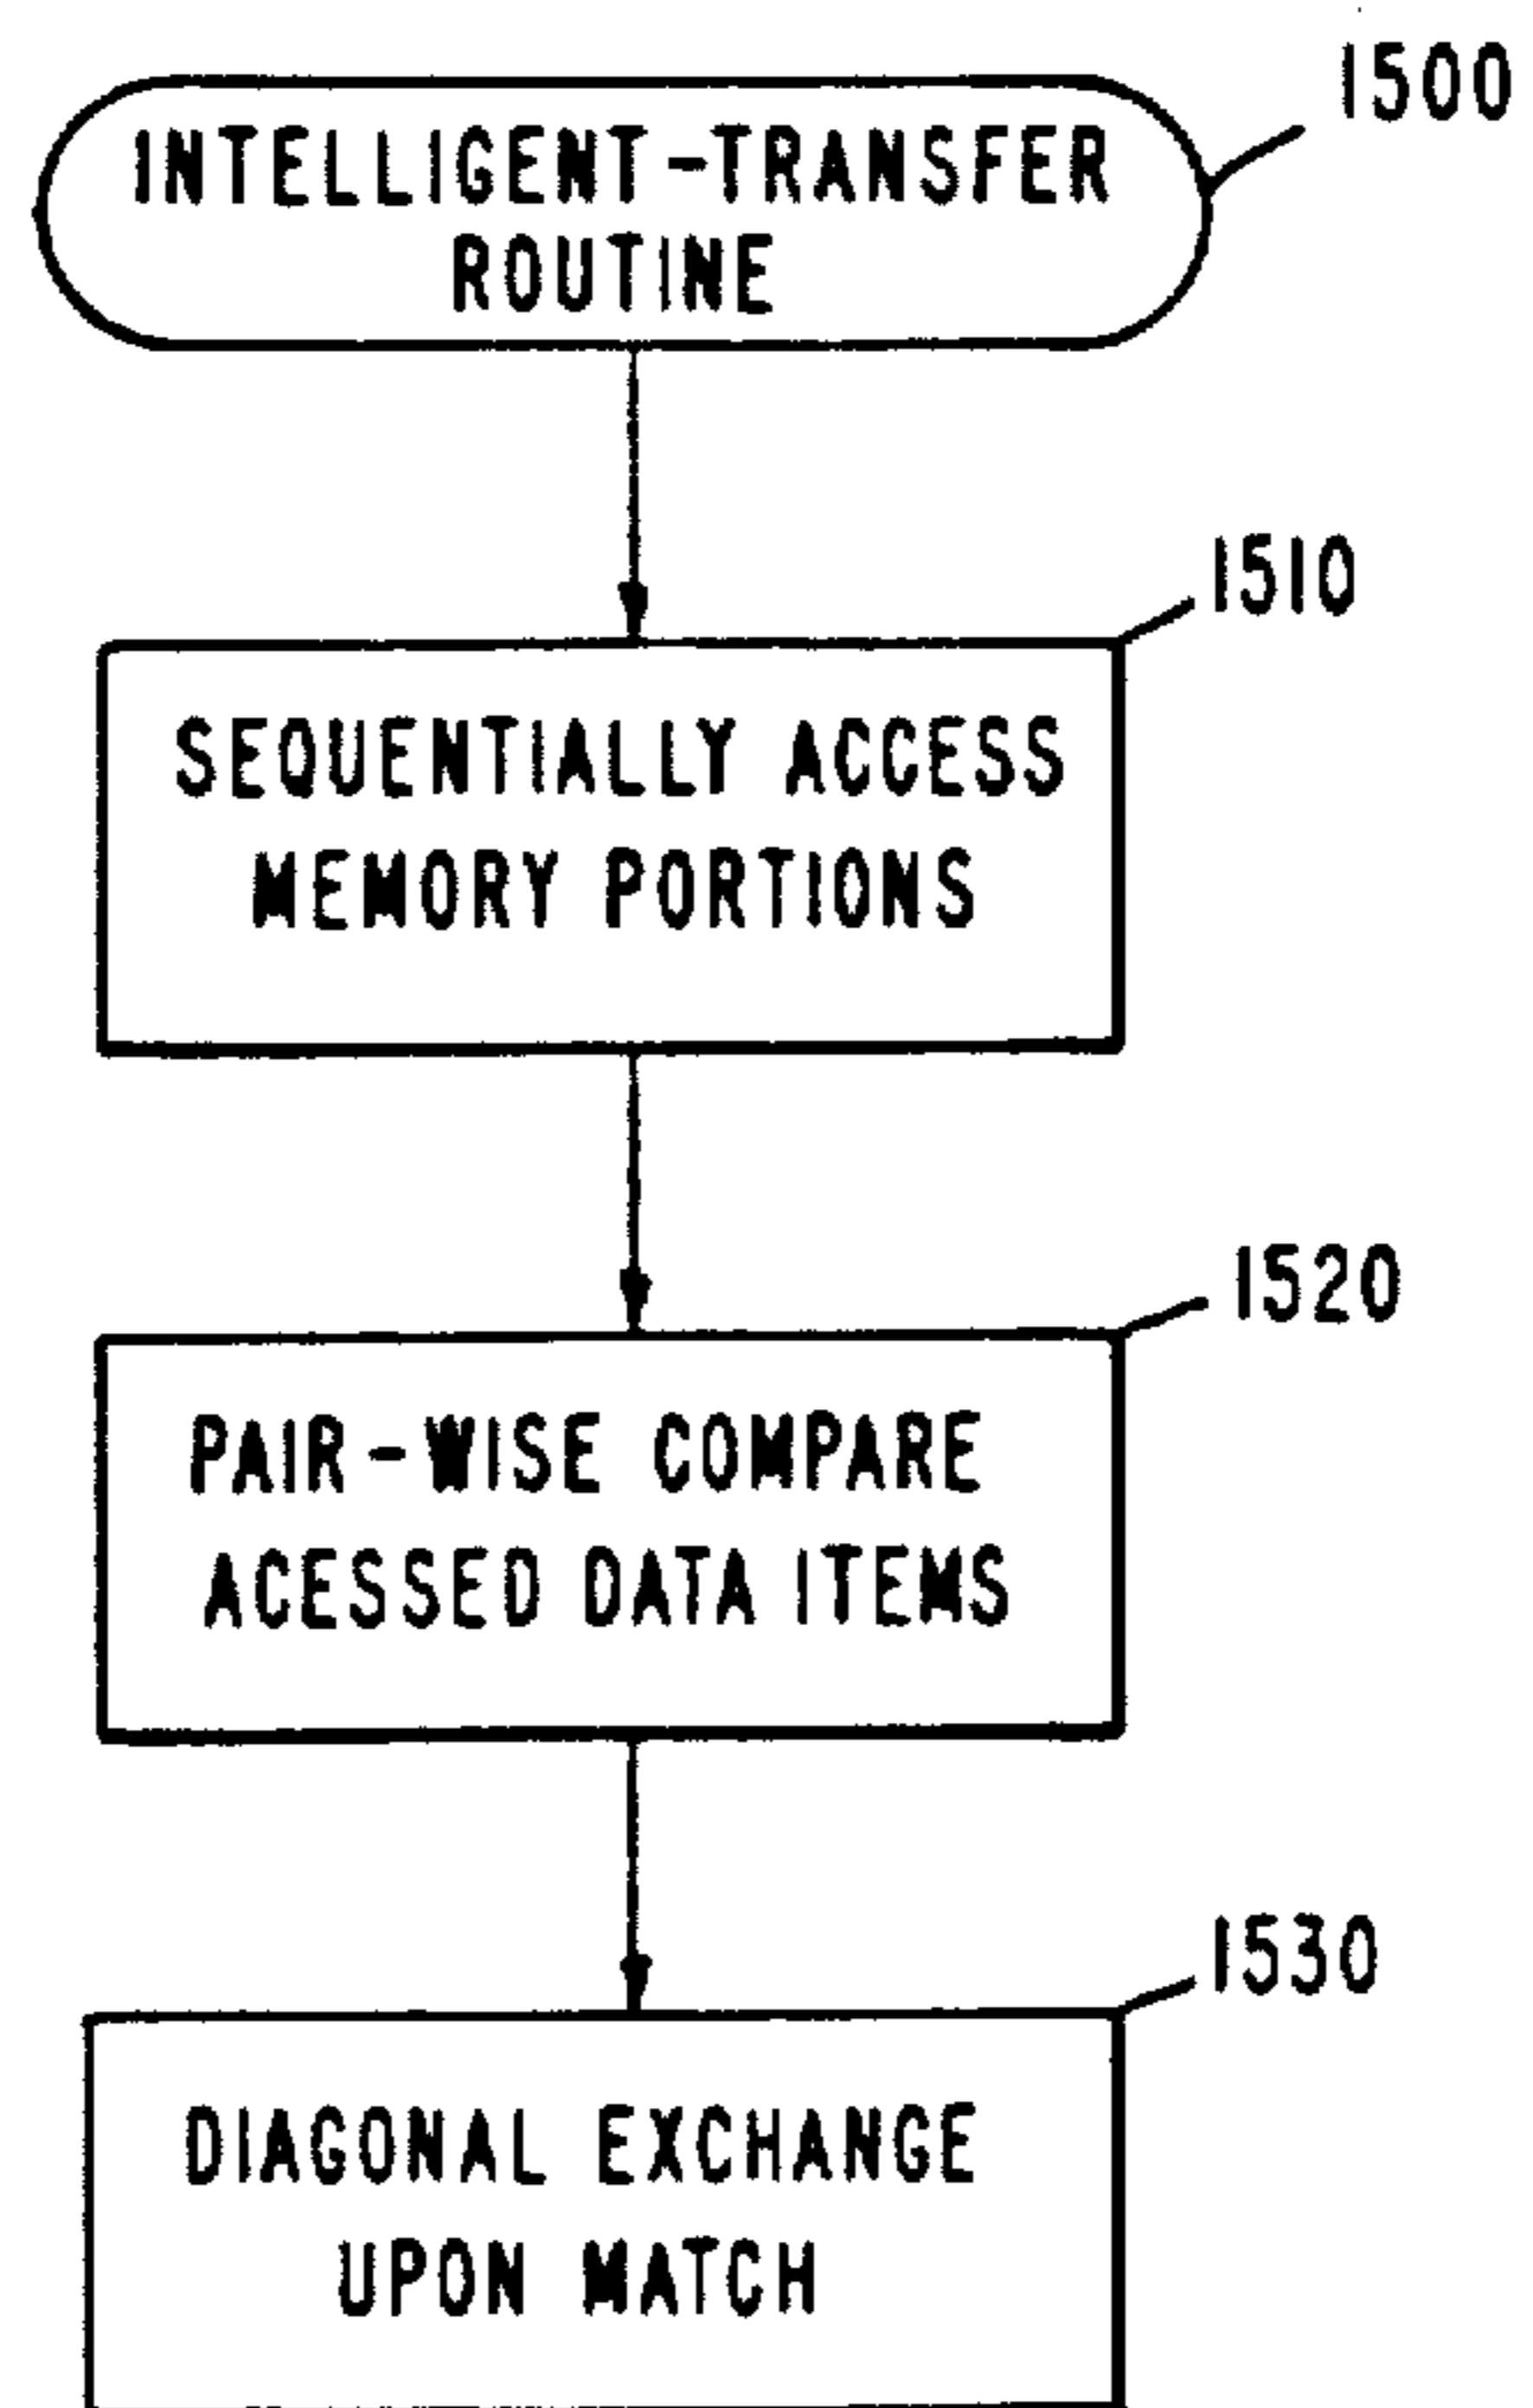 1500
INTELLIGENT-TRANSFER
ROUTINE
1510
SEQUENTIALLY ACCESS
MEMORY PORTIONS
1520
PAIR-WISE COMPARE
ACESSED DATA ITEMS
1530
DIAGONAL EXCHANGE
UPON MATCH